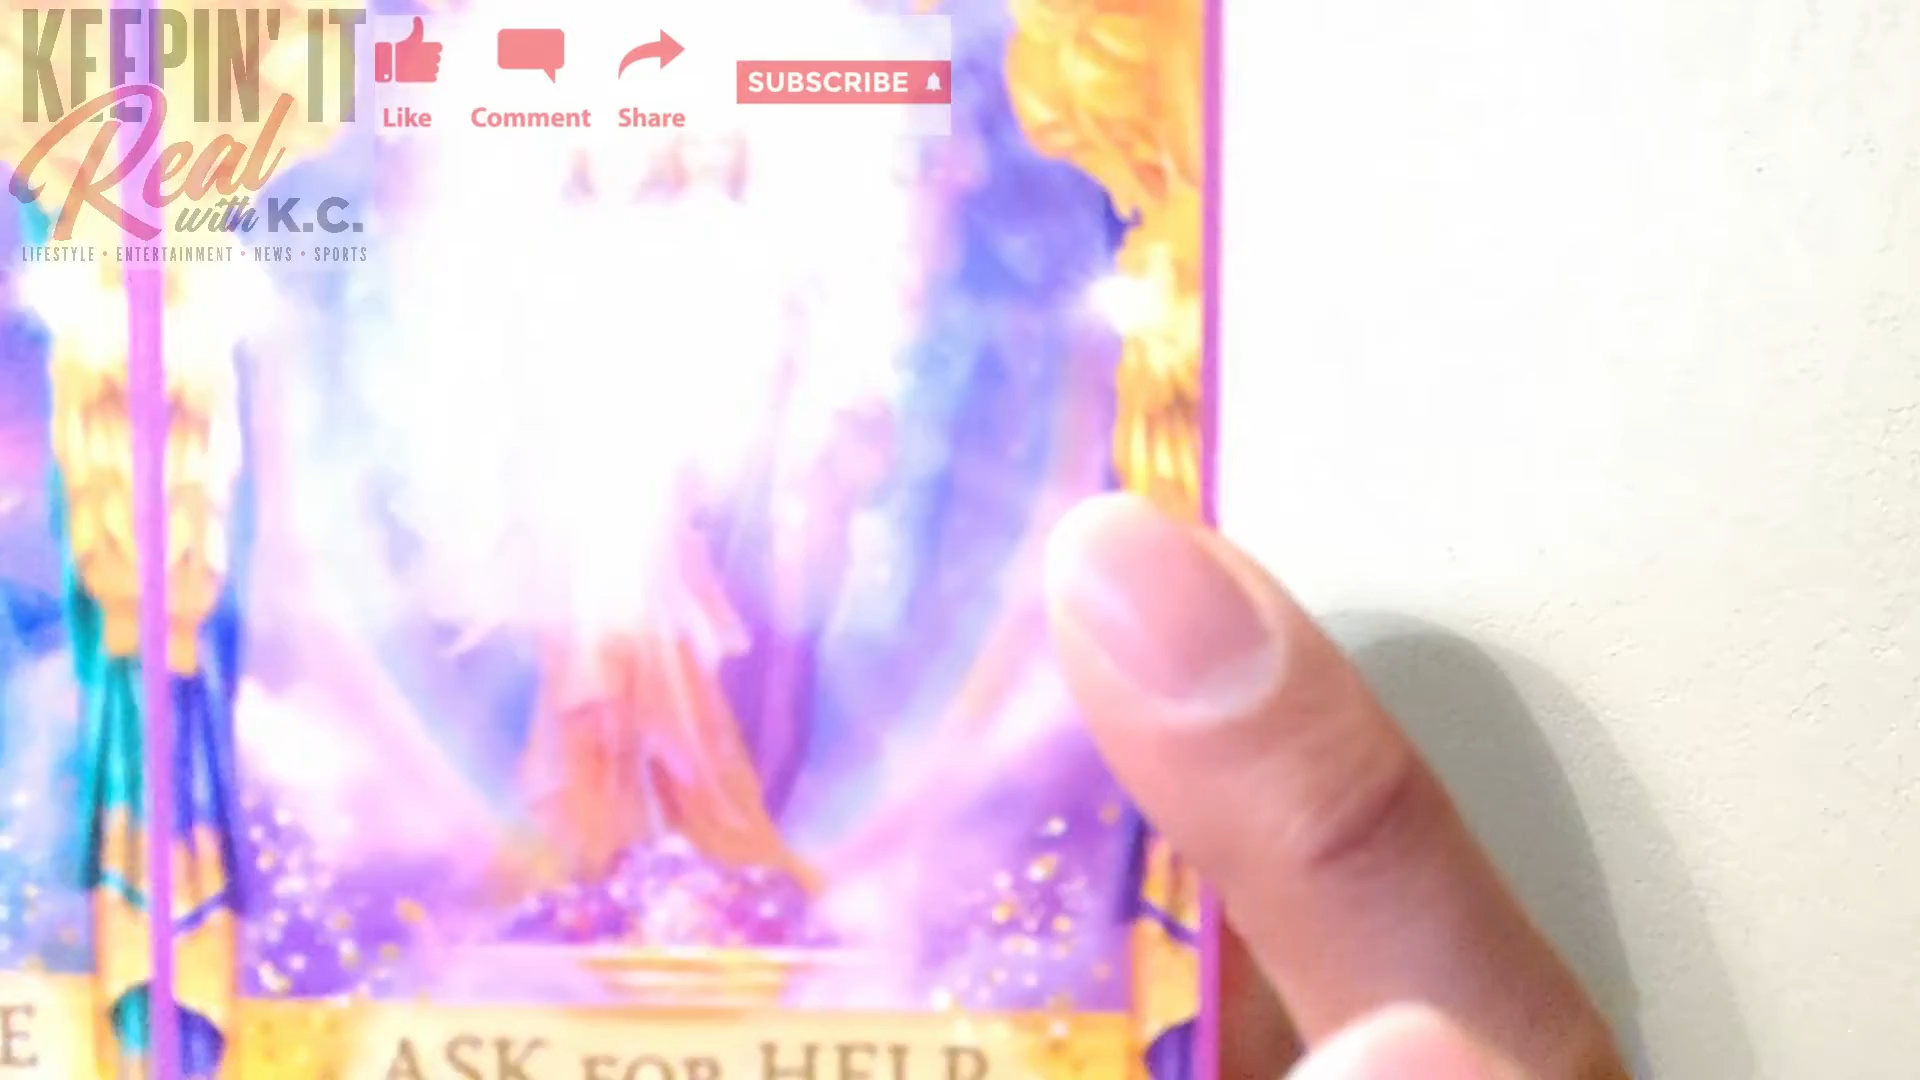 KEEPIN' IT
Real
with K.C.
LIFESTYLE • ENTERTAINMENT • NEWS • SPORTS
Like
Comment
Share
SUBSCRIBE
E
ASK FOR HELP